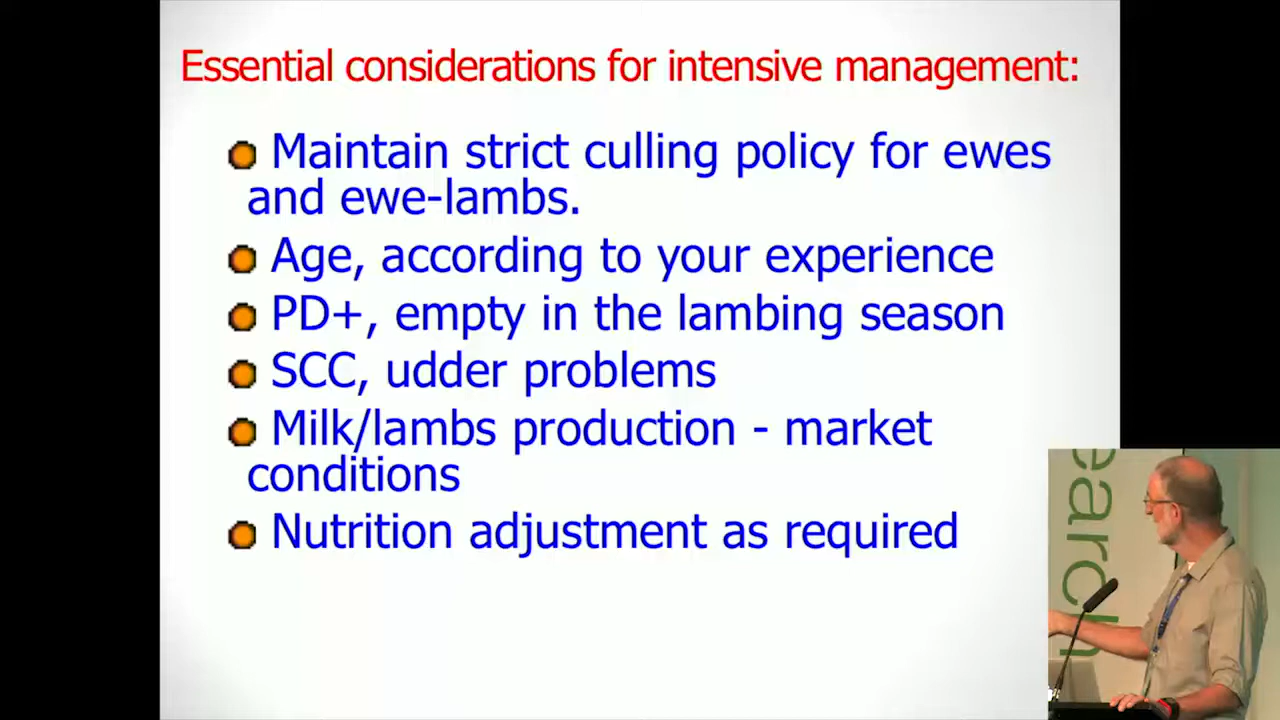 Essential considerations for intensive management:
Maintain strict culling policy for ewes
and ewe-lambs.
Age, according to your experience
PD+, empty in the lambing season
SCC, udder problems
Milk/lambs production - market
conditions
Nutrition adjustment as required
earch